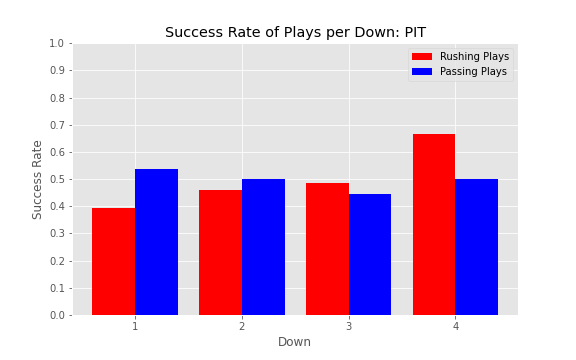 Success Rate of Plays per Down: PIT
1.0
0.9
0.8
0.7
0.6
0.5
0.4
0.3
0.2
0.1
0.0
Success Rate
Rushing Plays
Passing Plays
1 2 3 4
Down